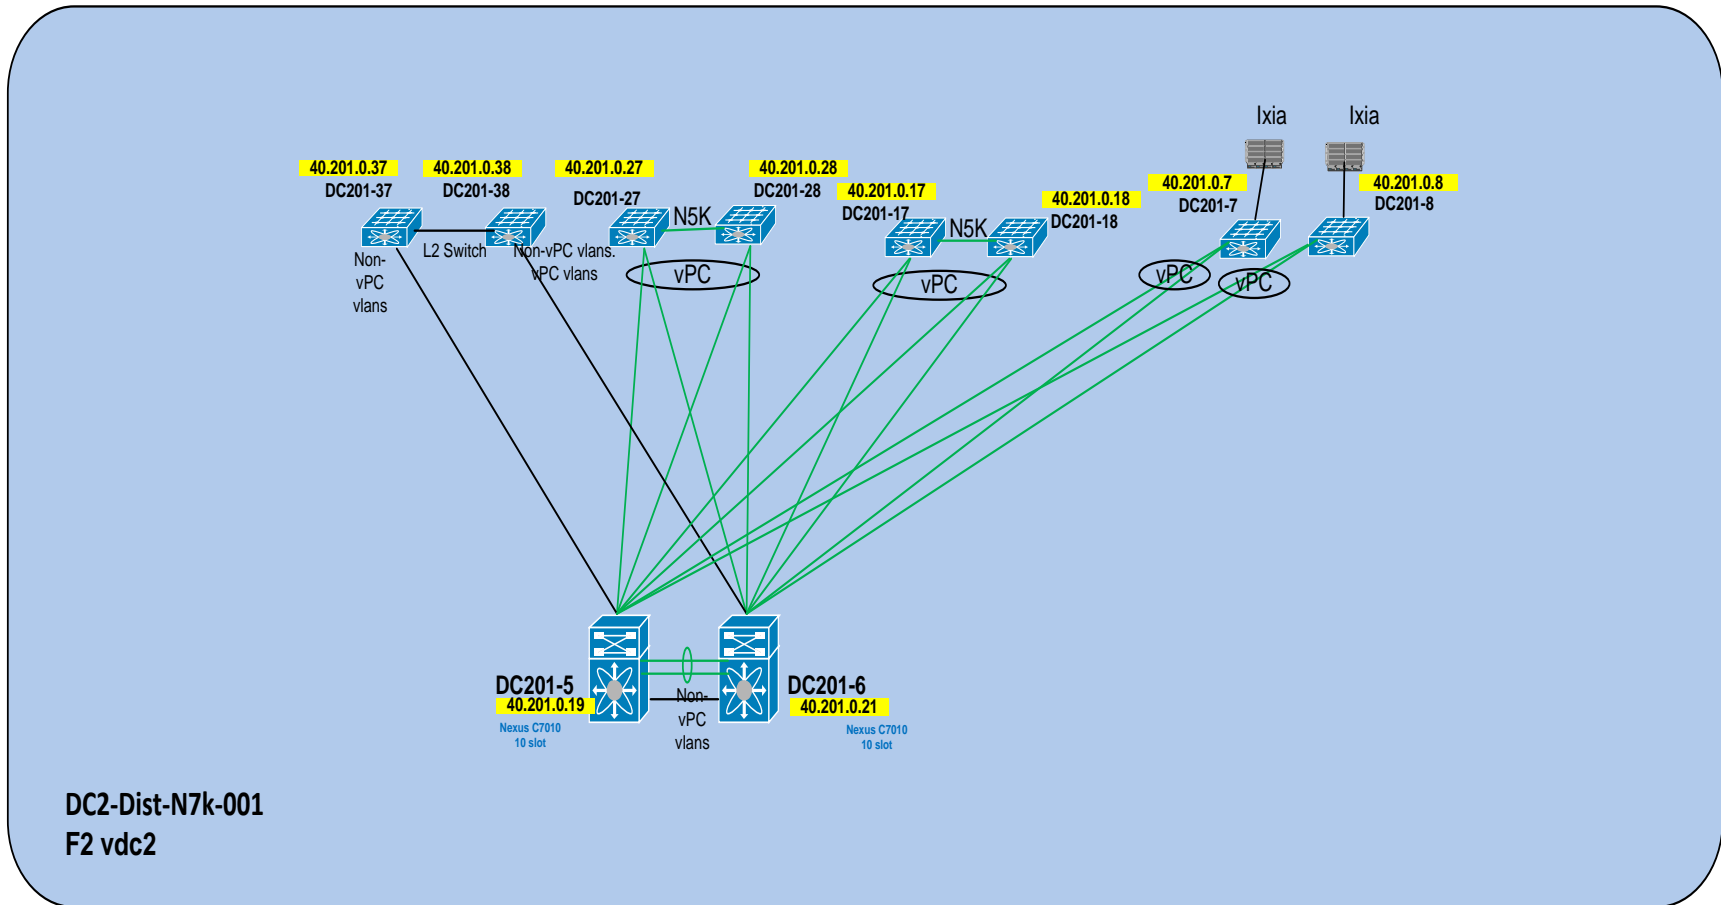 Ixia
Ixia
40.201.0.37
DC201-37
40.201.0.38
DC201-38
40.201.0.27
DC201-27
40.201.0.28
DC201-28
40.201.0.17
DC201-17
40.201.0.18
DC201-18
40.201.0.7
DC201-7
40.201.0.8
DC201-8
N5K
N5K
L2 Switch
Non-
vPC
vlans
Non-vPC vlans.
vPC vlans
vPC
vPC
vPC
vPC
DC201-5
40.201.0.19
Nexus C7010
10 slot
Non-
vPC
vlans
DC201-6
40.201.0.21
Nexus C7010
10 slot
DC2-Dist-N7k-001
F2 vdc2